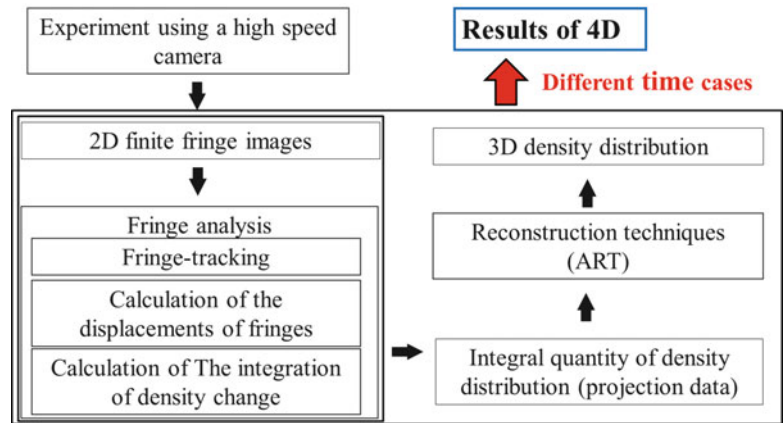 Experiment using a high speed
camera
2D finite fringe images
Fringe analysis
Fringe-tracking
Calculation of the
displacements of fringes
Calculation of The integration
of density change
Integral quantity of density
distribution (projection data)
Reconstruction techniques
(ART)
3D density distribution
Different time cases
Results of 4D